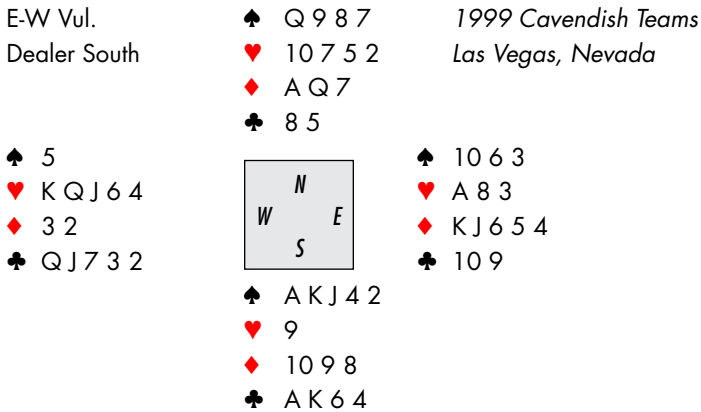 E-W Vul. ♠ Q 9 8 7 1999 Cavendish Teams
Dealer South ♥ 10 7 5 2 Las Vegas, Nevada
♦ A Q 7
♣ 8 5
♠ 5 ♠ 10 6 3
♥ K Q J 6 4 ♥ A 8 3
♦ 3 2 ♦ K J 6 5 4
♣ Q J 7 3 2 ♣ 10 9
N
W E
S
♠ A K J 4 2
♥ 9
♦ 10 9 8
♣ A K 6 4